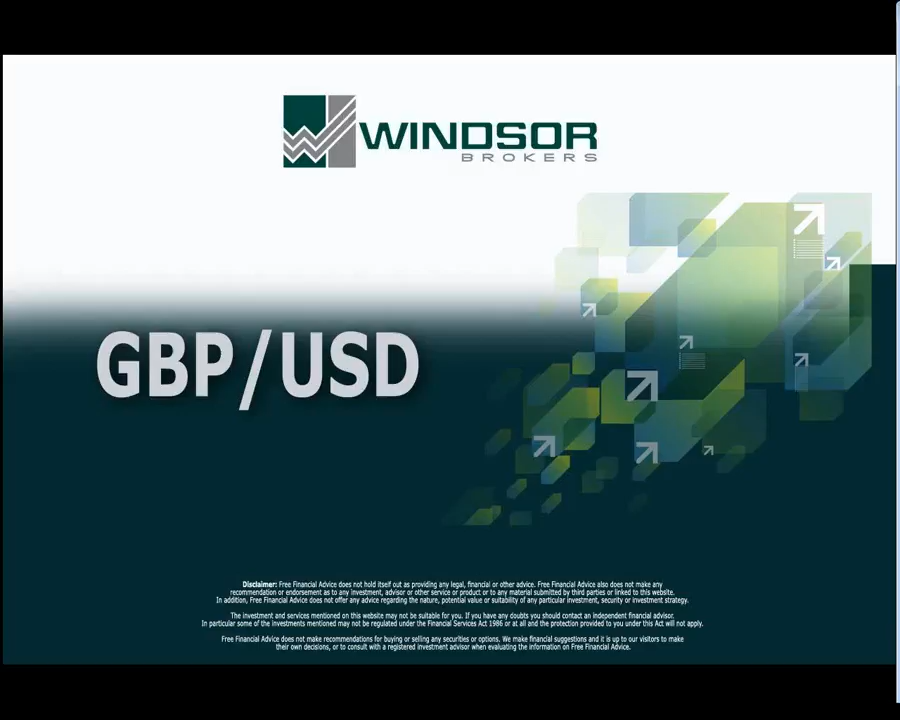 WINDSOR
BROKERS
GBP/USD
Disclaimer: Free Financial Advice does not hold itself out as providing any legal, financial or other advice. Free Financial Advice also does not make any
recommendation or endorsement as to any investment, advisor or other service or product or to any material submitted by third parties or linked to this website.
In addition, Free Financial Advice does not offer any advice regarding the nature, potential value or suitability of any particular investment, security or investment strategy.
The investment and services mentioned on this website may not be suitable for you. If you have any doubts you should contact an independent financial advisor.
In particular some of the investments mentioned may not be regulated under the Financial Services Act 1986 or at all and the protection provided to you under this Act will not apply.
Free Financial Advice does not make recommendations for buying or selling any securities or options. We make financial suggestions and it is up to our visitors to make
their own decisions, or to consult with a registered investment advisor when evaluating the information on Free Financial Advice.